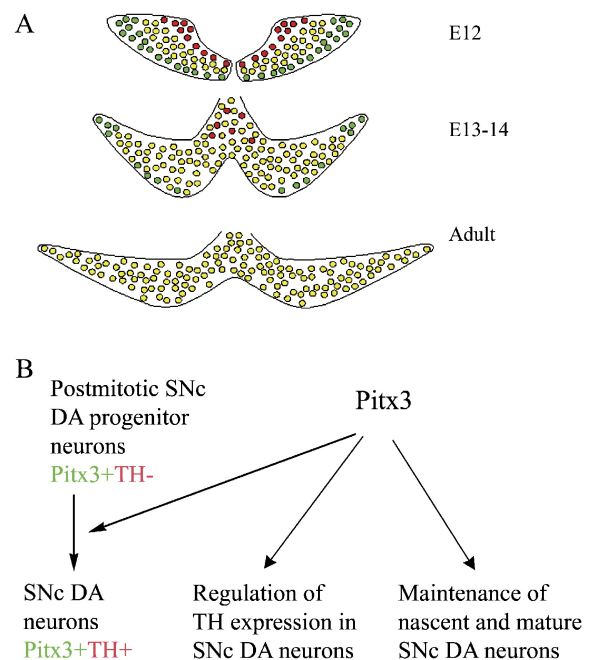 A
E12
E13-14
Adult
B
Postmitotic SNc
DA progenitor
neurons
Pitx3+TH-
Pitx3
SNc DA
neurons
Pitx3+TH+
Regulation of
TH expression in
SNc DA neurons
Maintenance of
nascent and mature
SNc DA neurons